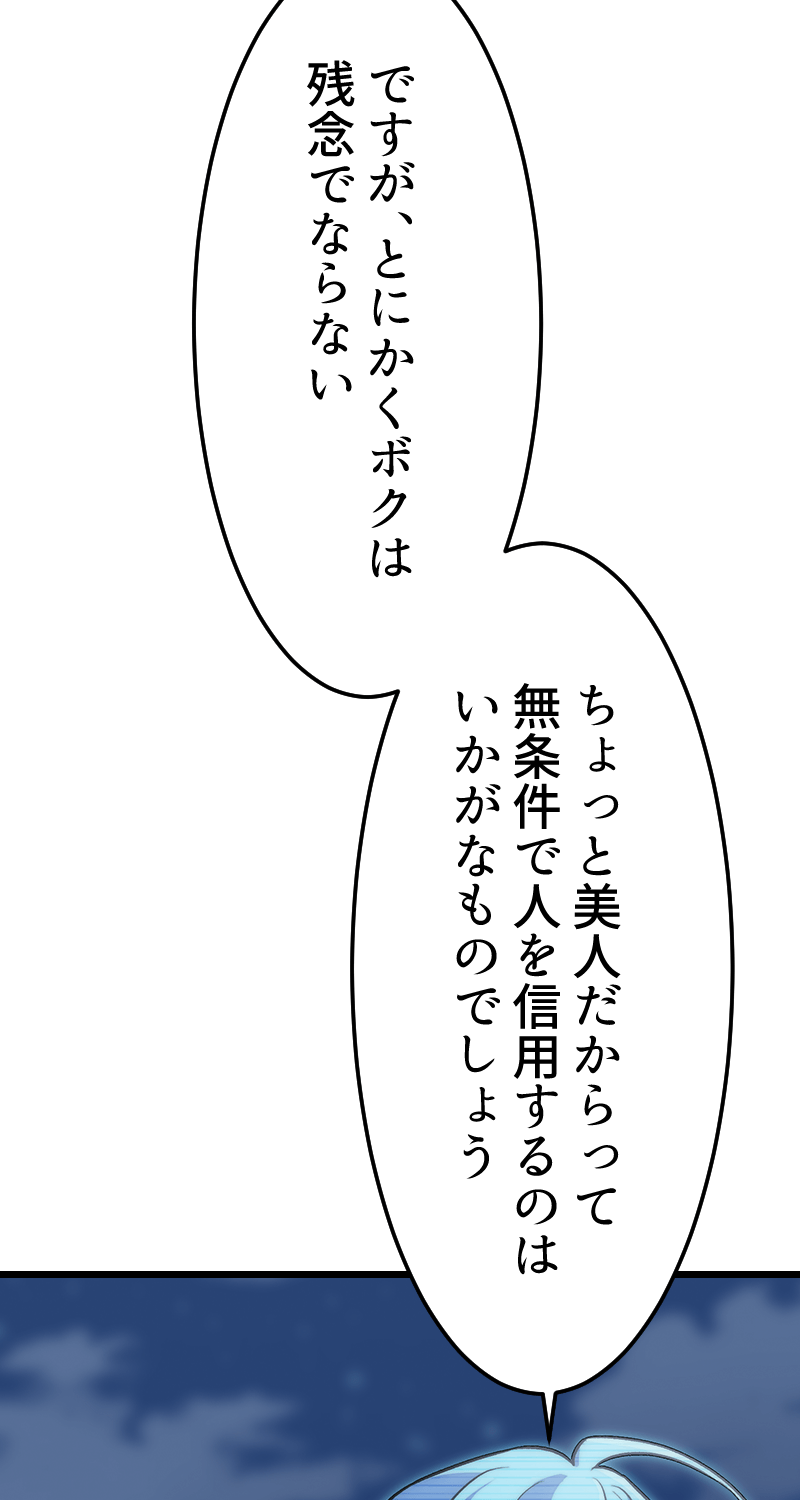 ですが、とにかくボクは
残念でならない
ちょっと美人だからって
無条件で人を信用するのは
いかがなものでしょう